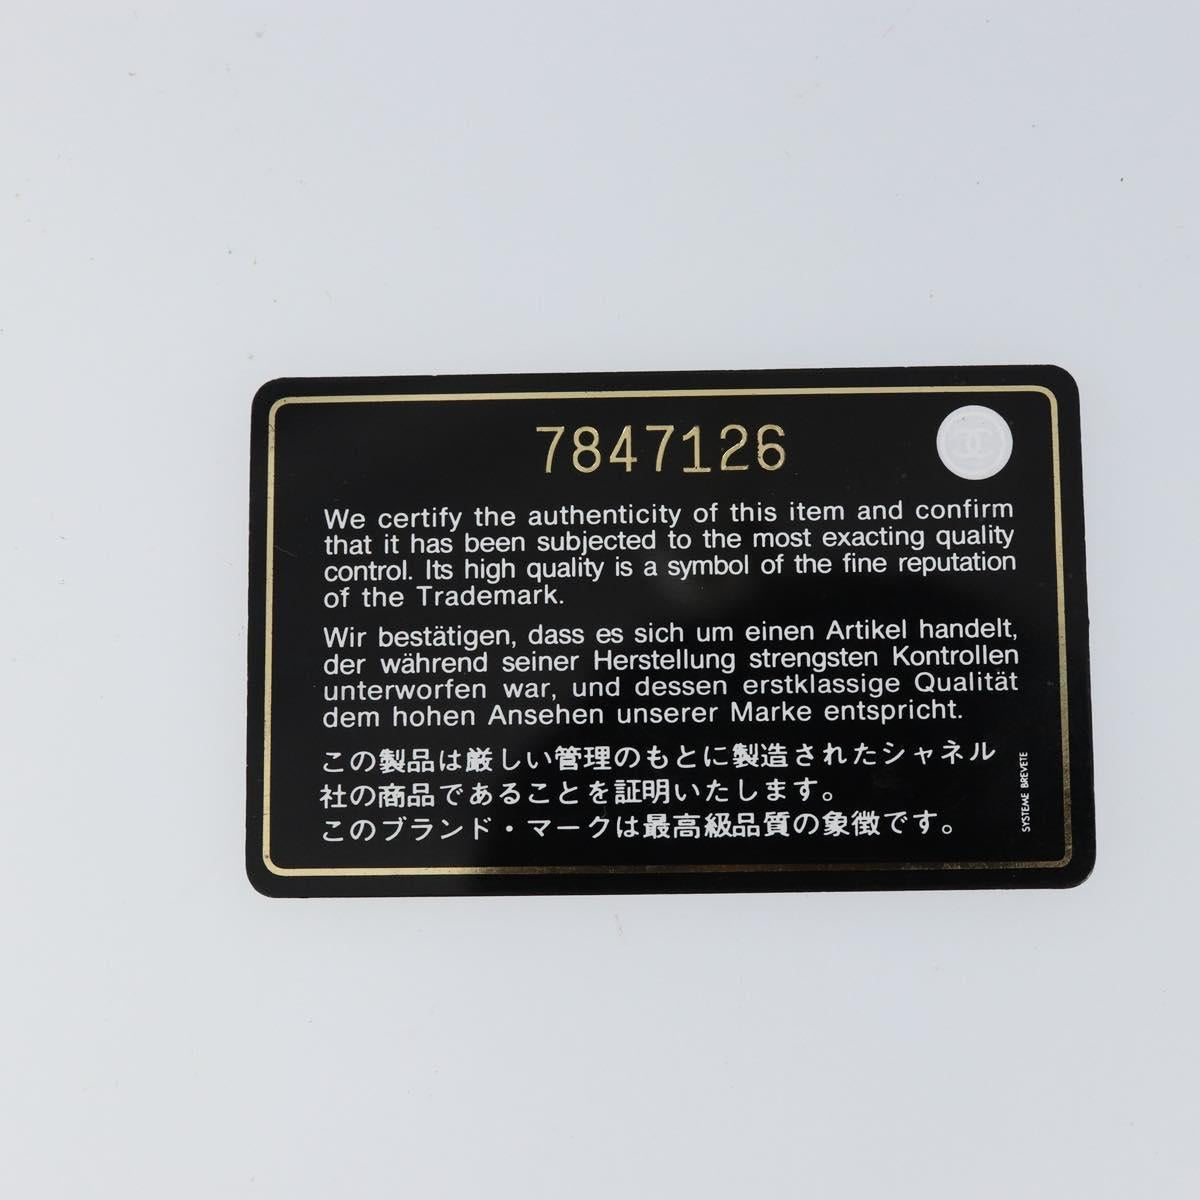 7847126
We certify the authenticity of this item and confirm
that it has been subjected to the most exacting quality
control. Its high quality is a symbol of the fine reputation
of the Trademark.
Wir bestätigen, dass es sich um einen Artikel handelt,
der während seiner Herstellung strengsten Kontrollen
unterworfen war, und dessen erstklassige Qualität
dem hohen Ansehen unserer Marke entspricht.
この製品は厳しい管理のもとに製造されたシャネル
社の商品であることを証明いたします。
このブランド・マークは最高級品質の象徴です。
SYSTEME BREVETE